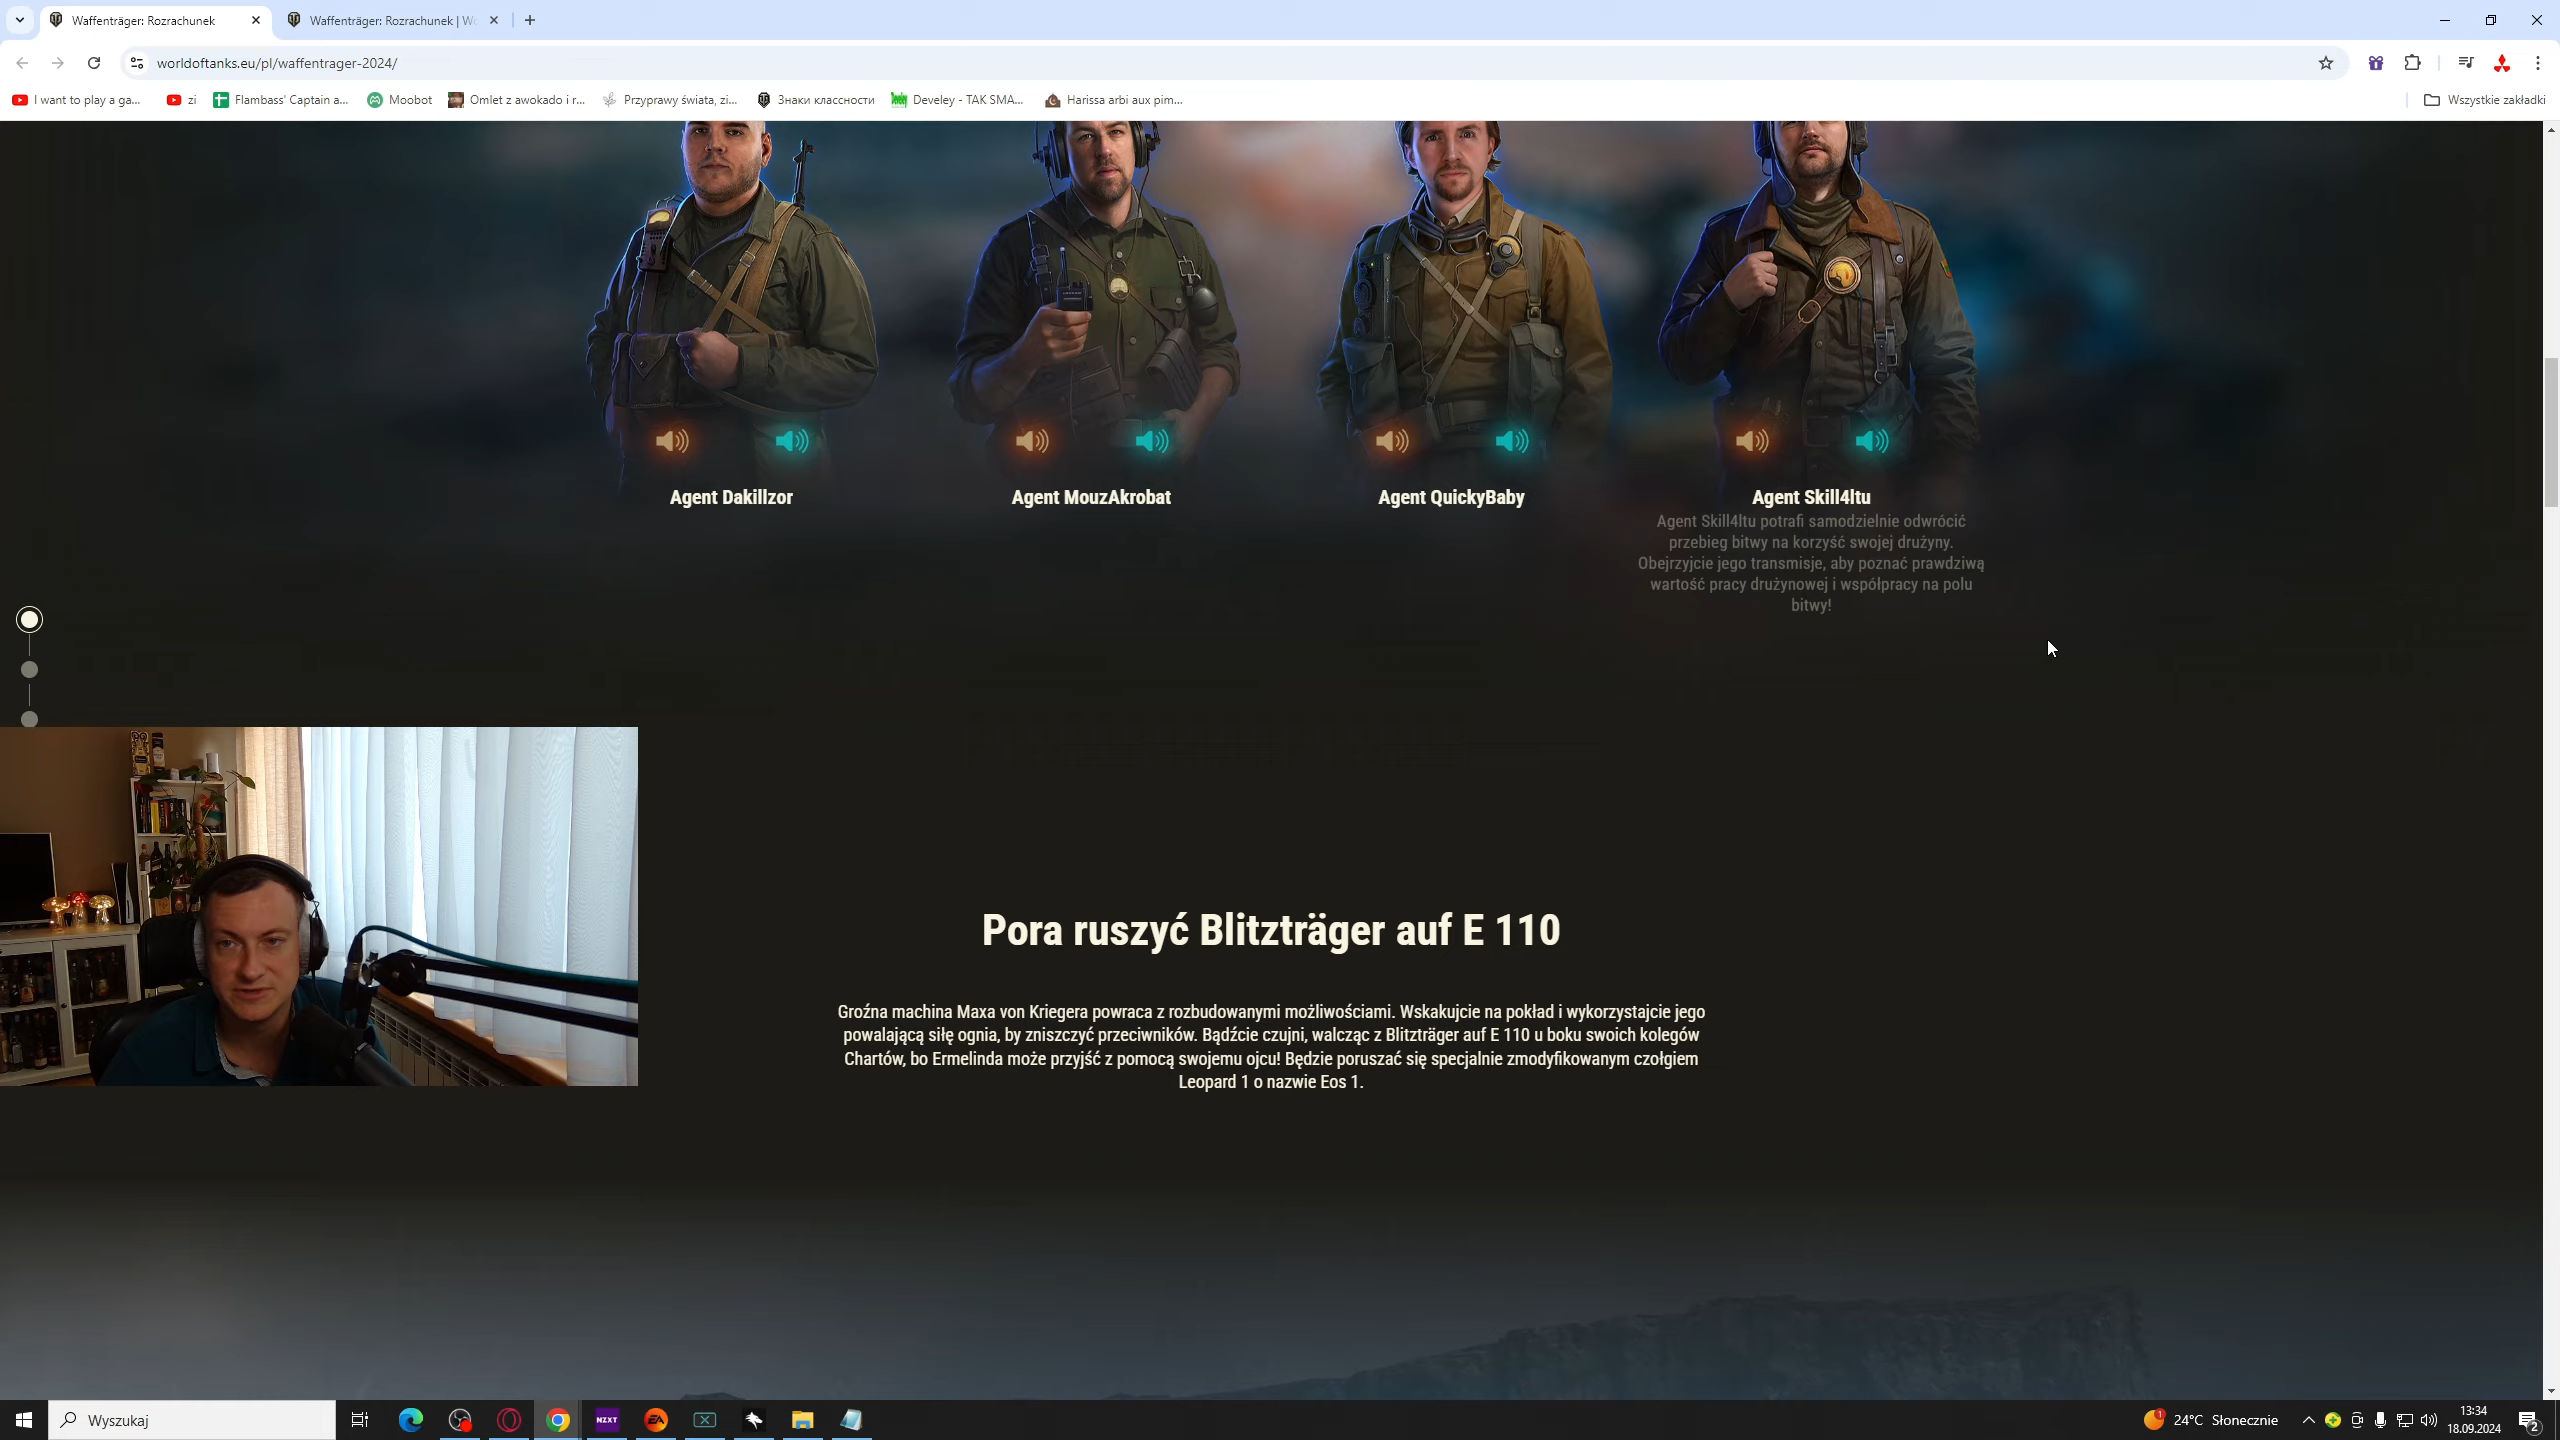 Waffenträger: Rozrachunek
Waffenträger: Rozrachunek | Wo
worldoftanks.eu/pl/waffentrager-2024/
I want to play a ga...
zi
Flambass' Captain a...
Moobot
Omlet z awokado i r...
Przyprawy świata, zi...
Знаки классности
Develey - TAK SMA...
Harissa arbi aux pim...
Wszystkie zakładki
Agent Dakillzor
Agent MouzAkrobat
Agent QuickyBaby
Agent Skill4ltu
Agent Skill4ltu potrafi samodzielnie odwrócić
przebieg bitwy na korzyść swojej drużyny.
Obejrzyjcie jego transmisje, aby poznać prawdziwą
wartość pracy drużynowej i współpracy na polu
bitwy!
Pora ruszyć Blitzträger auf E 110
Groźna machina Maxa von Kriegera powraca z rozbudowanymi możliwościami. Wskakujcie na pokład i wykorzystajcie jego
powalającą siłę ognia, by zniszczyć przeciwników. Bądźcie czujni, walcząc z Blitzträger auf E 110 u boku swoich kolegów
Chartów, bo Ermelinda może przyjść z pomocą swojemu ojcu! Będzie poruszać się specjalnie zmodyfikowanym czołgiem
Leopard 1 o nazwie Eos 1.
Wyszukaj
NZXT
EA
1
24°C Słonecznie
13:34
18.09.2024
2